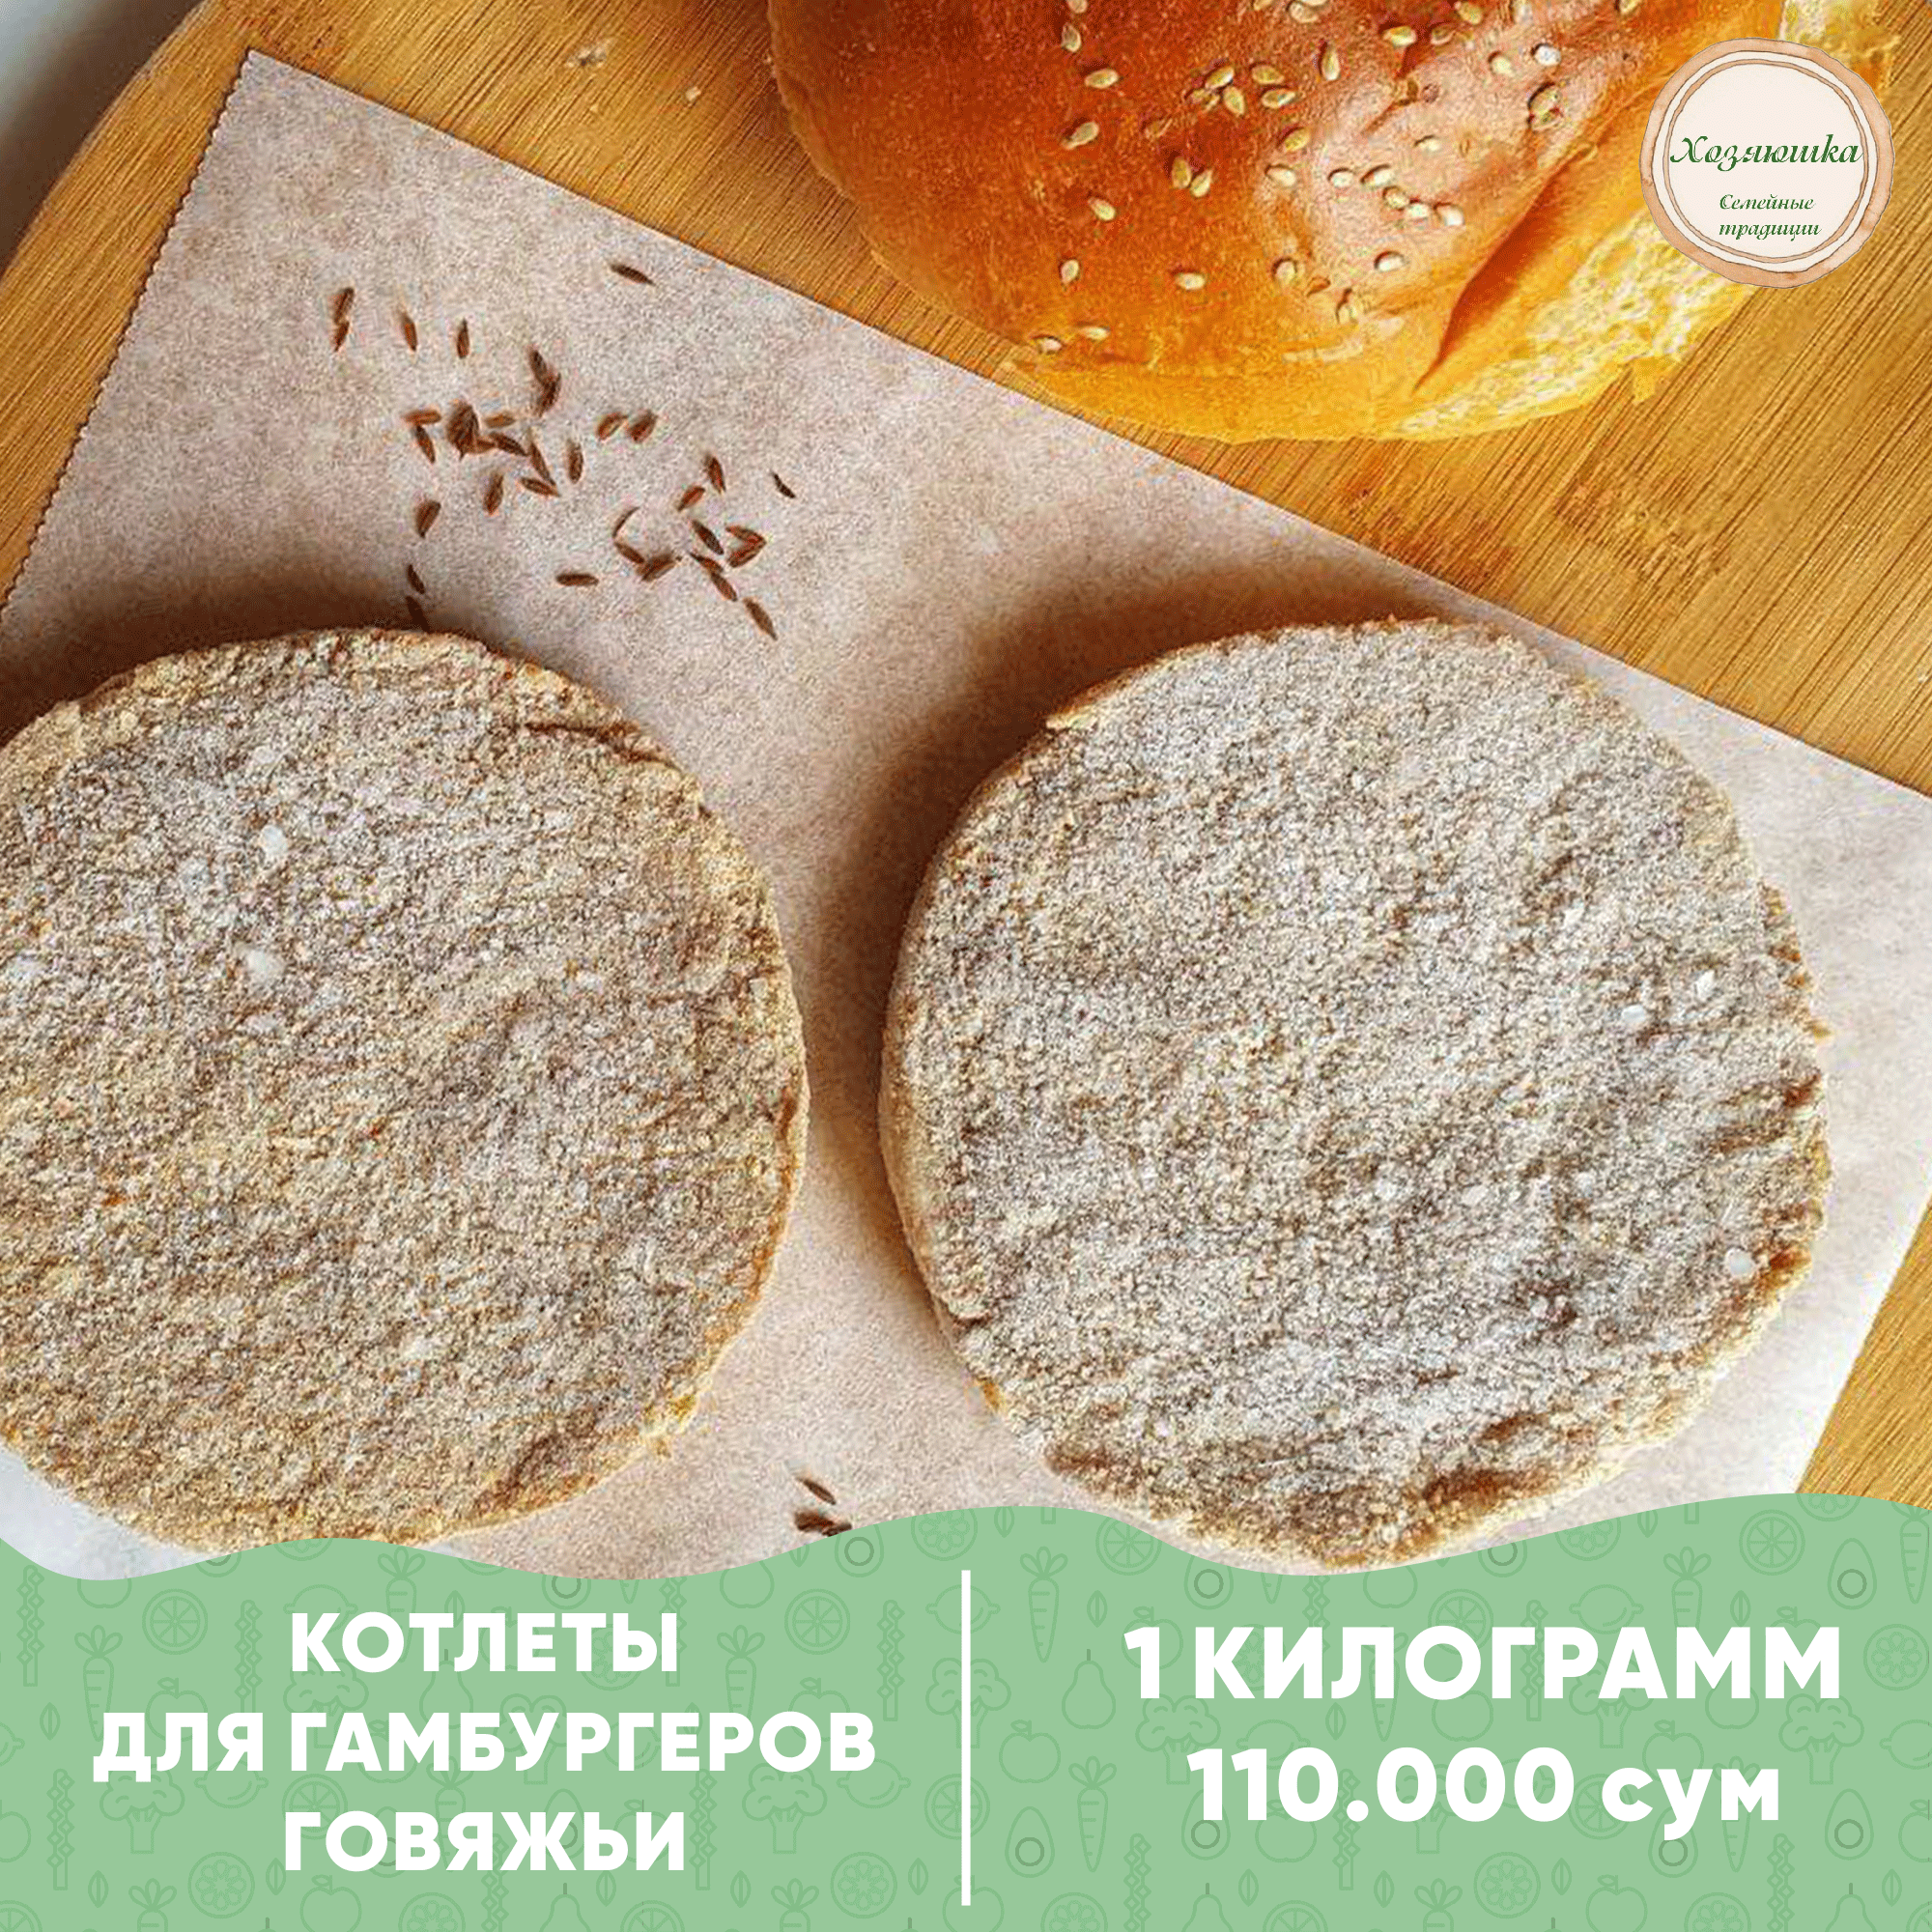 Хозяюшка
Семейные
традиции
КОТЛЕТЫ
ДЛЯ ГАМБУРГЕРОВ
ГОВЯЖЬИ
1 КИЛОГРАММ
110.000 сум